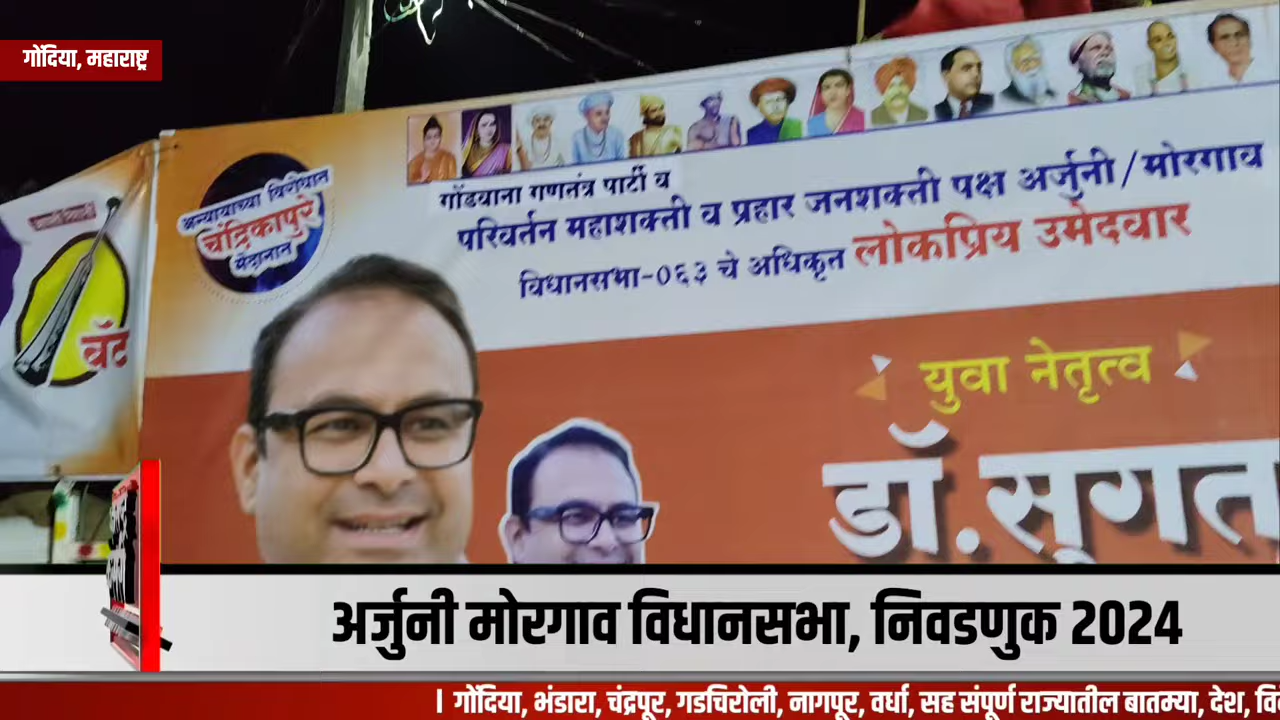 गोंदिया, महाराष्ट्र
अन्यायाच्या विरोधात
चंद्रिकापुरे
मैदानात
गोंडवाना गणतंत्र पार्टी व
परिवर्तन महाशक्ती व प्रहार जनशक्ती पक्ष अर्जुनी/मोरगाव
विधानसभा-०६३ चे अधिकृत लोकप्रिय उमेदवार
बॅट
युवा नेतृत्व
डॉ. सुगत
अर्जुनी मोरगाव विधानसभा, निवडणुक 2024
। गोंदिया, भंडारा, चंद्रपूर, गडचिरोली, नागपूर, वर्धा, सह संपूर्ण राज्यातील बातम्या, देश,